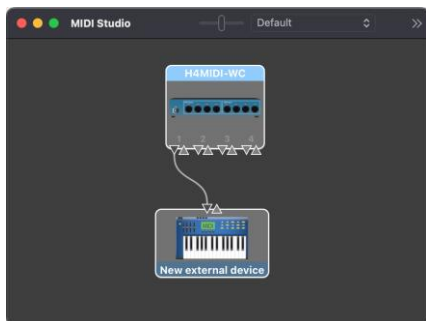 MIDI Studio
Default
H4MIDI-WC
1 2 3 4
New external device